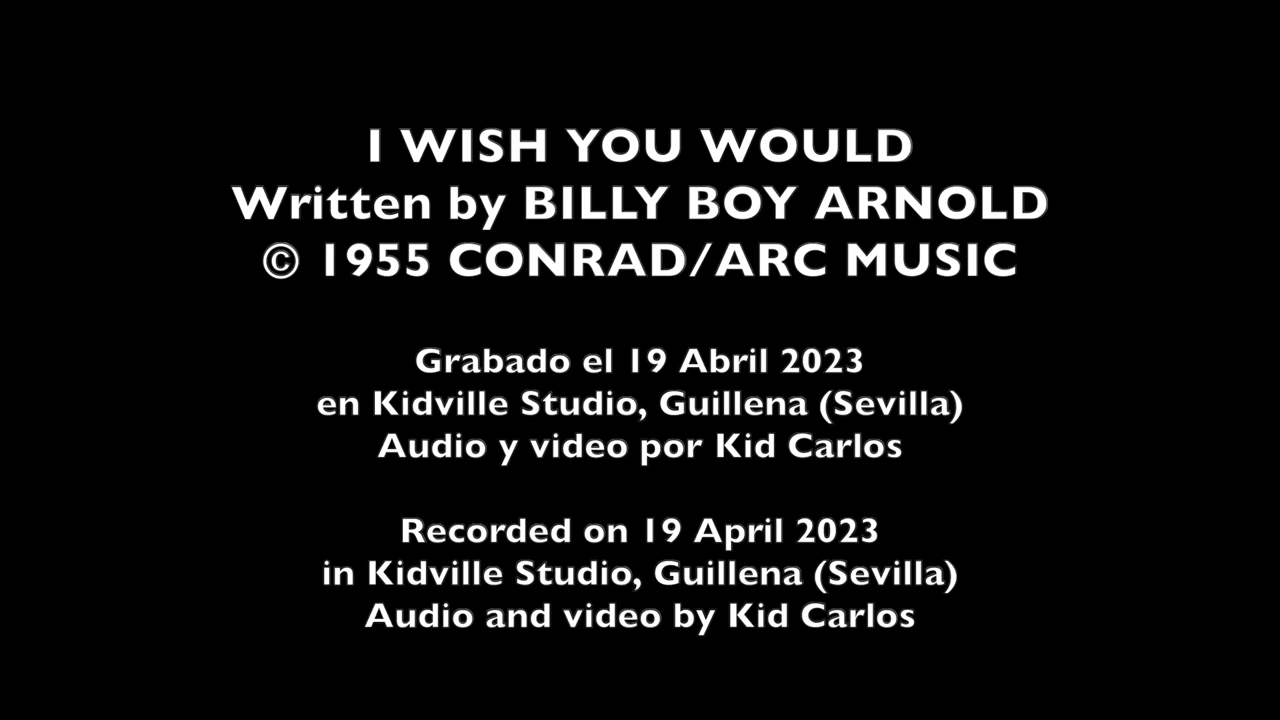 I WISH YOU WOULD
Written by BILLY BOY ARNOLD
© 1955 CONRAD/ARC MUSIC
Grabado el 19 Abril 2023
en Kidville Studio, Guillena (Sevilla)
Audio y video por Kid Carlos
Recorded on 19 April 2023
in Kidville Studio, Guillena (Sevilla)
Audio and video by Kid Carlos